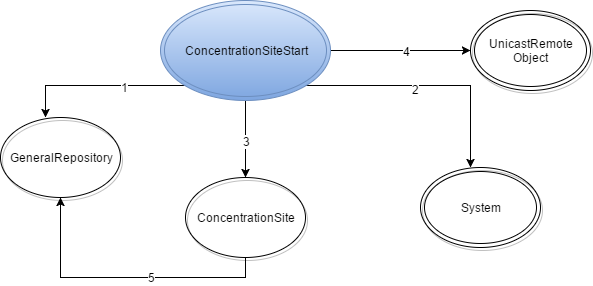 ConcentrationSiteStart
4
UnicastRemote
Object
1
2
3
GeneralRepository
ConcentrationSite
System
5